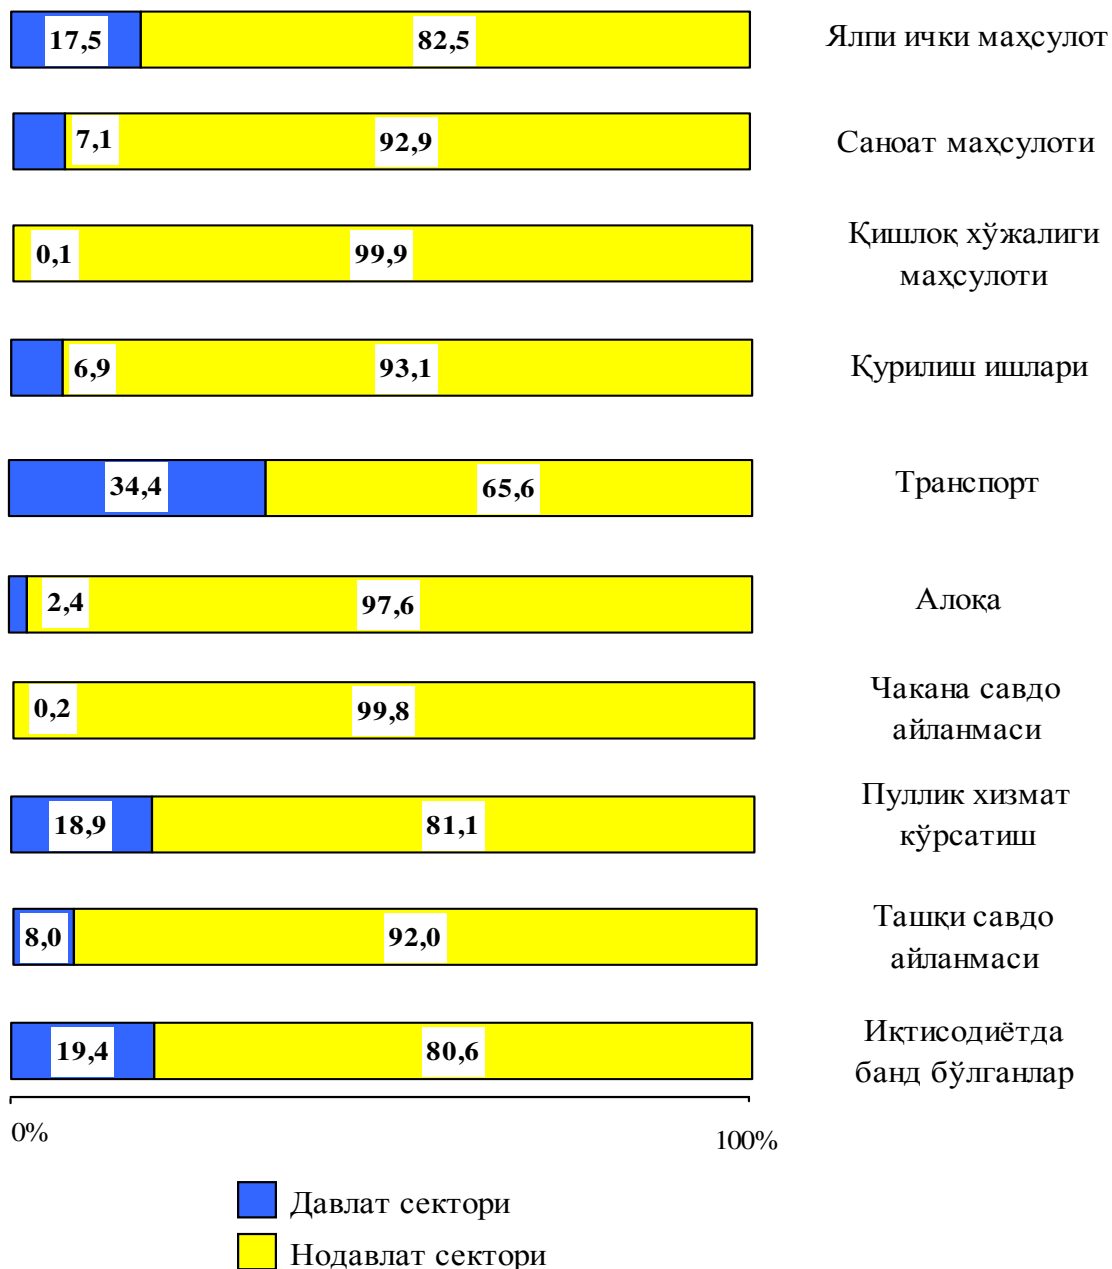 17,5 82,5 Ялпи ички маҳсулот
7,1 92,9 Саноат маҳсулоти
0,1 99,9 Қишлоқ хўжалиги
маҳсулоти
6,9 93,1 Қурилиш ишлари
34,4 65,6 Транспорт
2,4 97,6 Алоқа
0,2 99,8 Чакана савдо
айланмаси
18,9 81,1 Пуллик хизмат
кўрсатиш
8,0 92,0 Ташқи савдо
айланмаси
19,4 80,6 Иқтисодиётда
банд бўлганлар
0% 100%
Давлат сектори
Нодавлат сектори